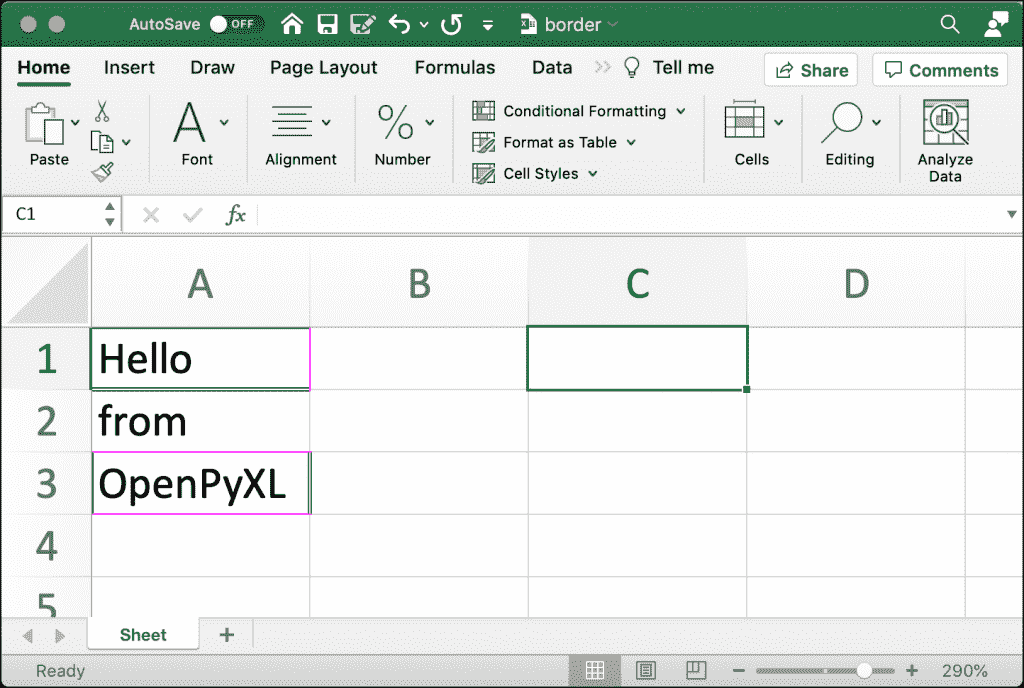 AutoSave OFF border
Home Insert Draw Page Layout Formulas Data Tell me Share Comments
Paste Font Alignment Number Conditional Formatting Format as Table Cell Styles Cells Editing Analyze Data
C1 fx
A B C D
1 Hello
2 from
3 OpenPyXL
4
5
Sheet +
Ready 290%